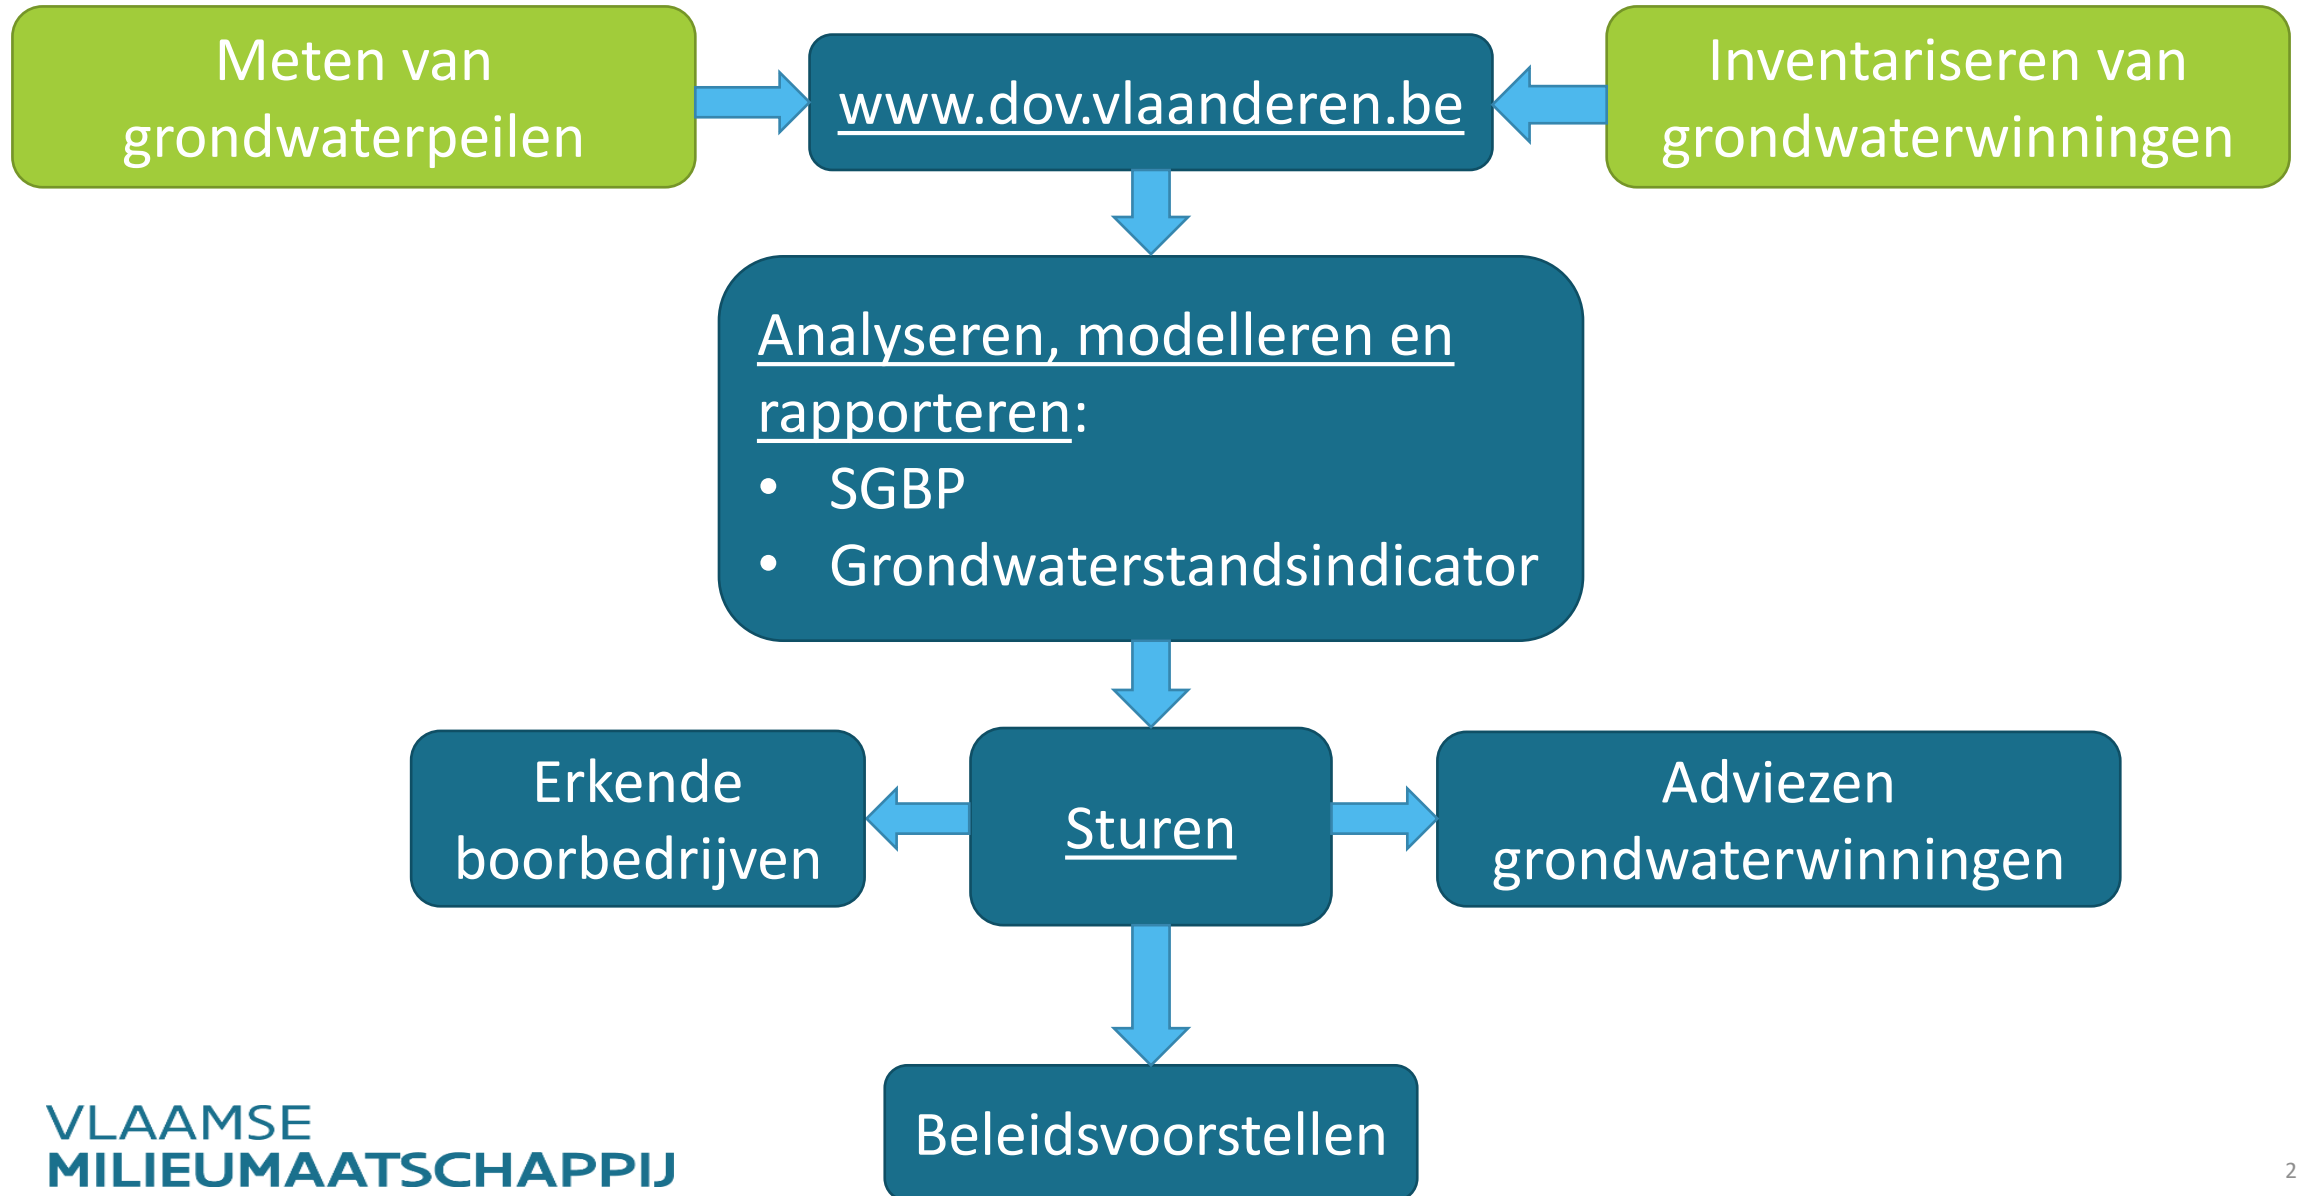 Meten van
grondwaterpeilen
www.dov.vlaanderen.be
Inventariseren van
grondwaterwinningen
Analyseren, modelleren en
rapporteren:
• SGBP
• Grondwaterstandsindicator
Erkende
boorbedrijven
Sturen
Adviezen
grondwaterwinningen
Beleidsvoorstellen
VLAAMSE
MILIEUMAATSCHAPPIJ
2